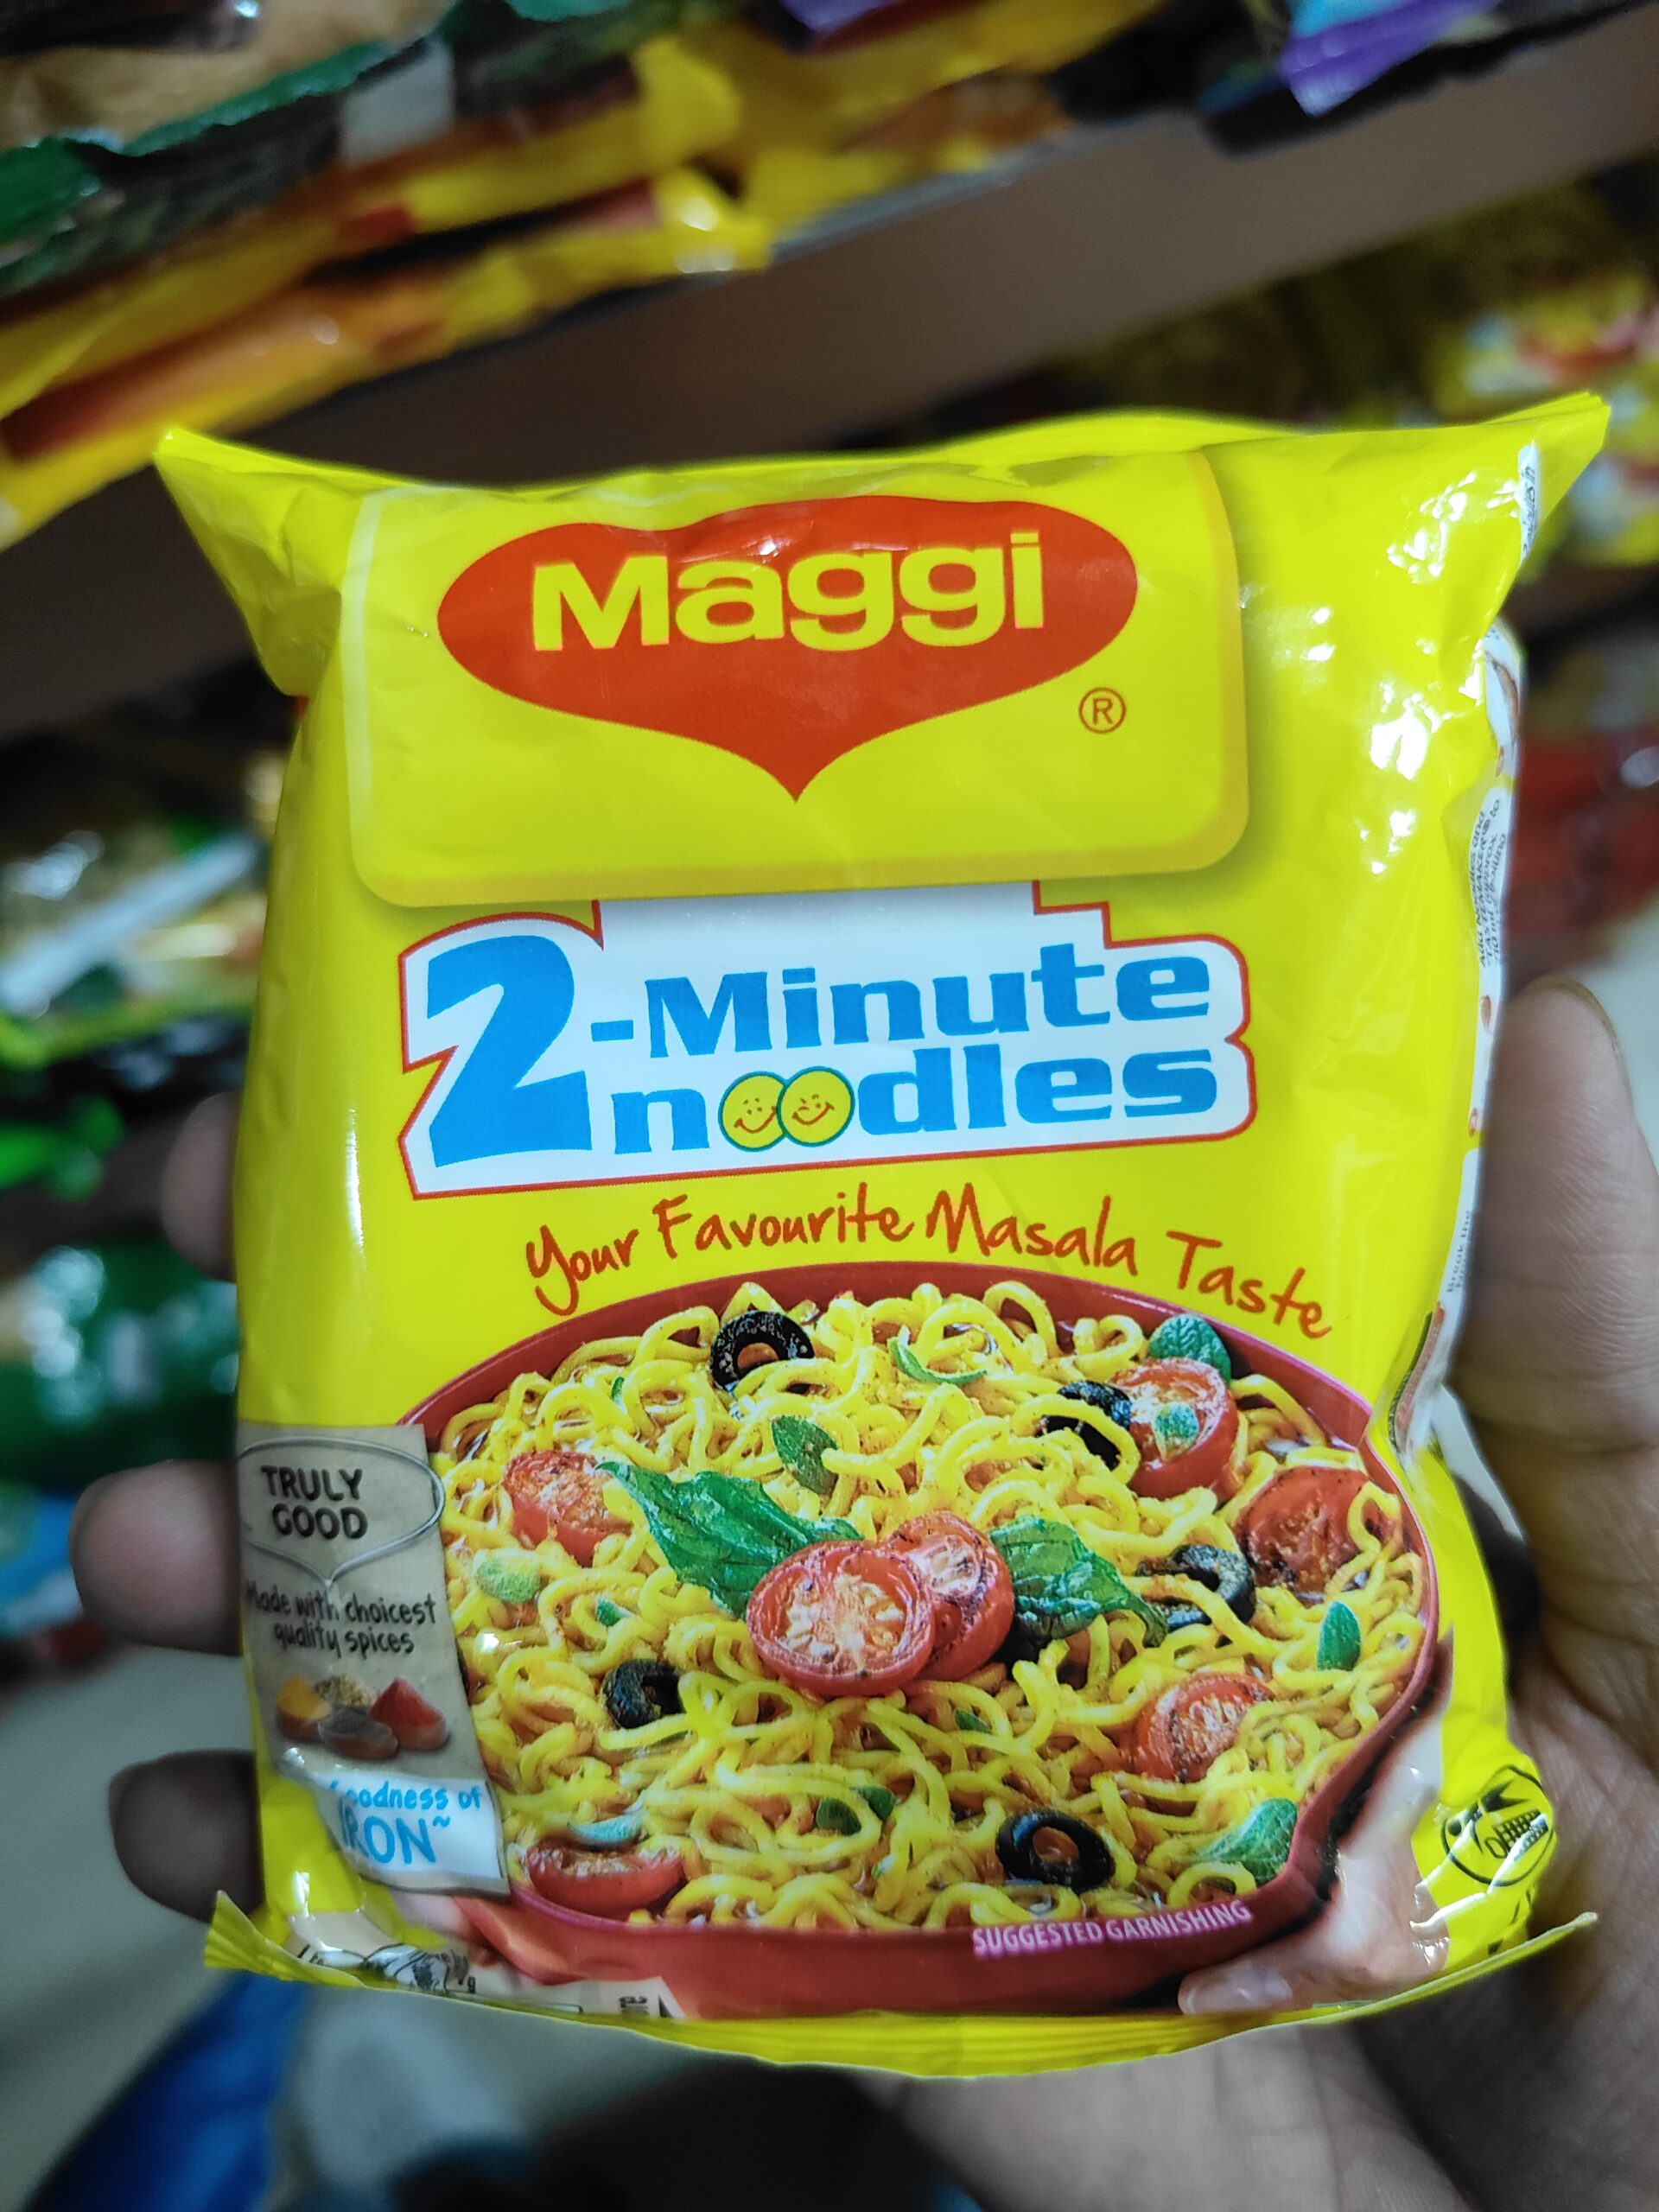 Maggi
®
2-Minute
noodles
Your Favourite Masala Taste
TRULY
GOOD
Made with choicest
quality spices
Goodness of
IRON~
SUGGESTED GARNISHING